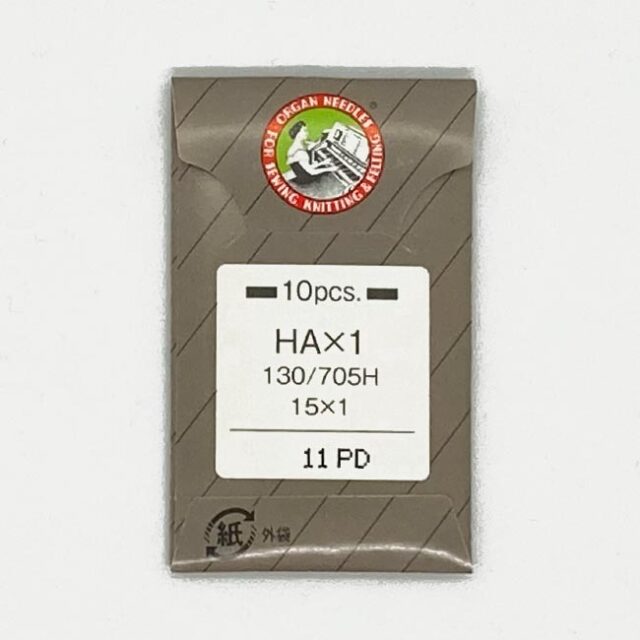 ORGAN NEEDLES
FOR SEWING, KNITTING & FELTING
®
10pcs.
HA×1
130/705H
15×1
11 PD
紙
外袋